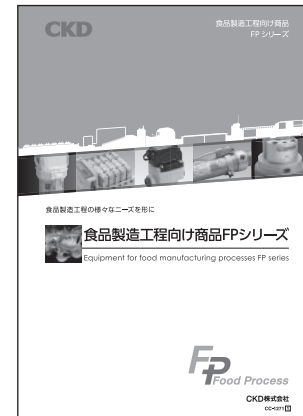 CKD
食品製造工程向け商品
FP シリーズ
食品製造工程の様々なニーズを形に
食品製造工程向け商品FPシリーズ
Equipment for food manufacturing processes FP series
FP
Food Process
CKD株式会社